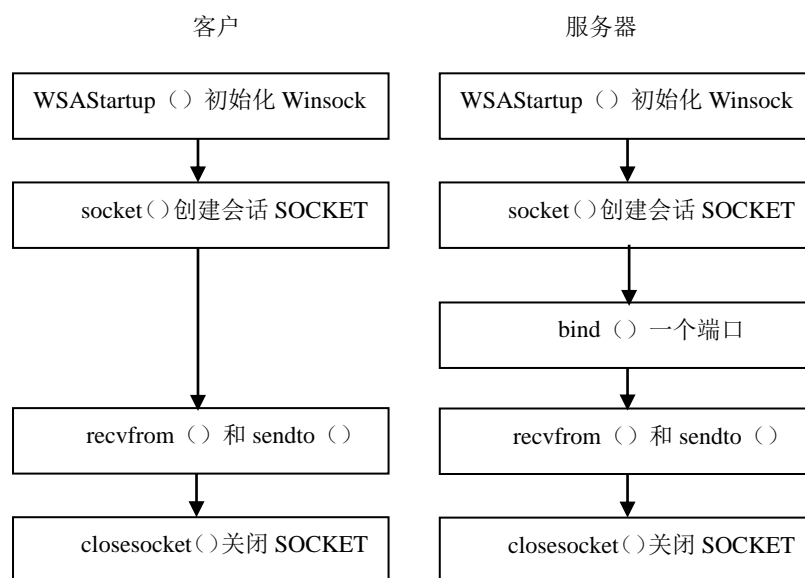 客户
WSAStartup（）初始化 Winsock
socket（）创建会话 SOCKET
recvfrom（）和 sendto（）
closesocket（）关闭 SOCKET
服务器
WSAStartup（）初始化 Winsock
socket（）创建会话 SOCKET
bind（）一个端口
recvfrom（）和 sendto（）
closesocket（）关闭 SOCKET